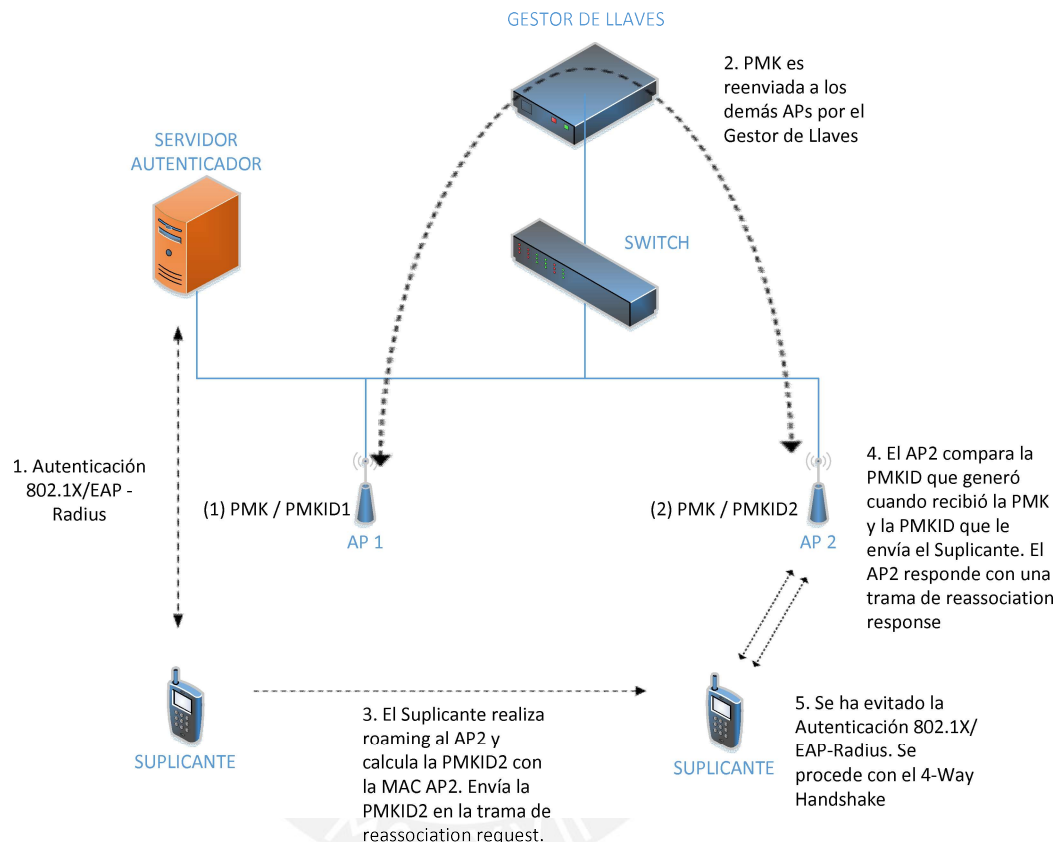 GESTOR DE LLAVES
2. PMK es
reenviada a los
demás APs por el
Gestor de Llaves
SERVIDOR
AUTENTICADOR
SWITCH
1. Autenticación
802.1X/EAP -
Radius
(1) PMK / PMKID1
AP 1
(2) PMK / PMKID2
AP 2
4. El AP2 compara la
PMKID que generó
cuando recibió la PMK
y la PMKID que le
envía el Suplicante. El
AP2 responde con una
trama de reassociation
response
SUPLICANTE
3. El Suplicante realiza
roaming al AP2 y
calcula la PMKID2 con
la MAC AP2. Envía la
PMKID2 en la trama de
reassociation request.
SUPLICANTE
5. Se ha evitado la
Autenticación 802.1X/
EAP-Radius. Se
procede con el 4-Way
Handshake